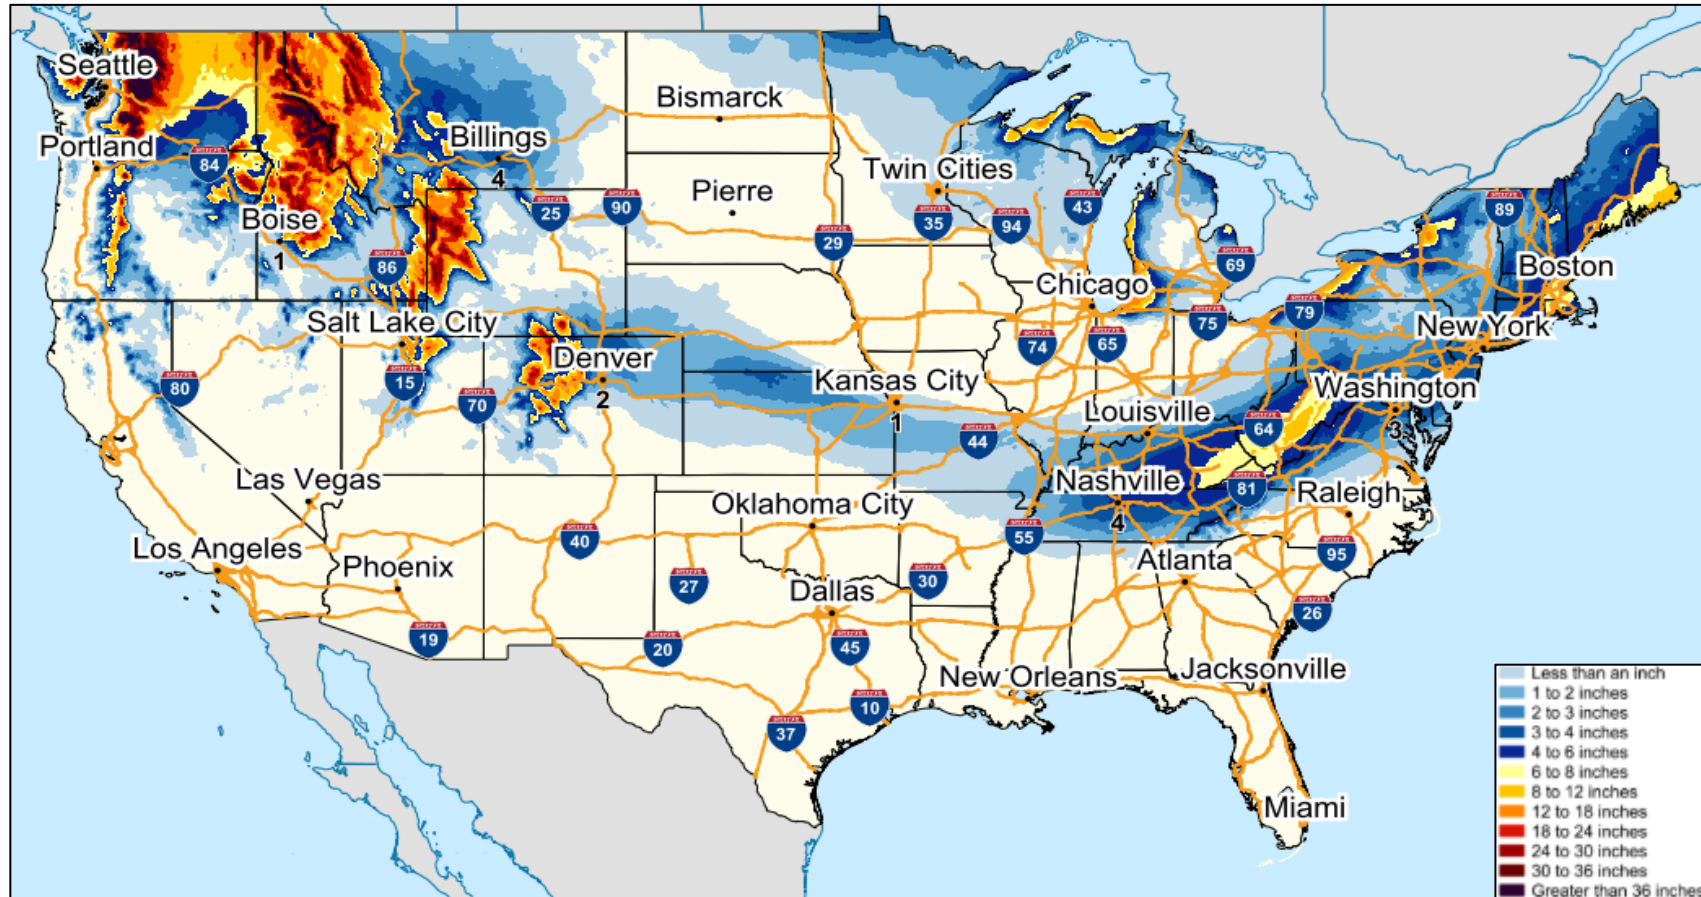 Seattle
Bismarck
Portland
84
Billings
4
Twin Cities
Pierre
Boise
1
25
90
35
94
43
89
29
86
69
Boston
Chicago
Salt Lake City
79
75
New York
74
65
Denver
2
80
15
70
Kansas City
1
Washington
3
Louisville
64
44
Las Vegas
Nashville
4
81
Raleigh
Oklahoma City
55
40
95
Los Angeles
Phoenix
Atlanta
27
Dallas
30
26
19
20
45
New Orleans
Jacksonville
10
37
Miami
Less than an inch
1 to 2 inches
2 to 3 inches
3 to 4 inches
4 to 6 inches
6 to 8 inches
8 to 12 inches
12 to 18 inches
18 to 24 inches
24 to 30 inches
30 to 36 inches
Greater than 36 inches